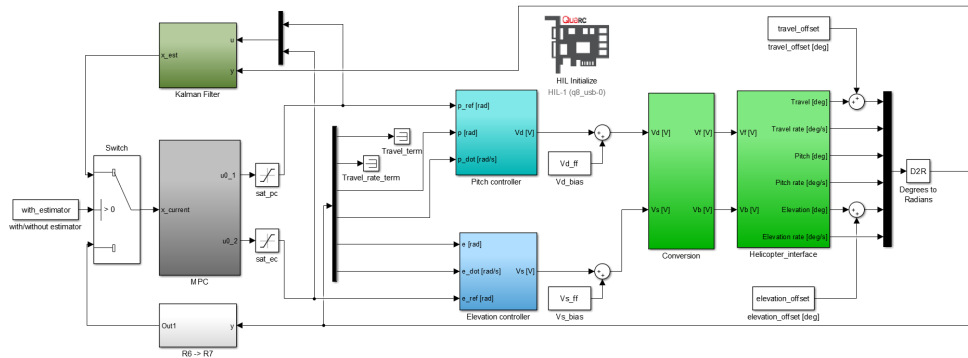 x_est
u
y
Kalman Filter
QUARC
HIL Initialize
HIL-1 (q8_usb-0)
travel_offset
travel_offset [deg]
Switch
> 0
with_estimator
with/without estimator
x_current
u0_1
u0_2
MPC
sat_pc
sat_ec
Travel_term
Travel_rate_term
p_ref [rad]
p [rad]
p_dot [rad/s]
Vd [V]
Pitch controller
Vd_ff
Vd_bias
e [rad]
e_dot [rad/s]
e_ref [rad]
Vs [V]
Elevation controller
Vs_ff
Vs_bias
Vd [V]
Vs [V]
Vf [V]
Vb [V]
Conversion
Vf [V]
Vb [V]
Travel [deg]
Travel rate [deg/s]
Pitch [deg]
Pitch rate [deg/s]
Elevation [deg]
Elevation rate [deg/s]
Helicopter_interface
D2R
Degrees to
Radians
elevation_offset
elevation_offset [deg]
Out1
y
R6 -> R7